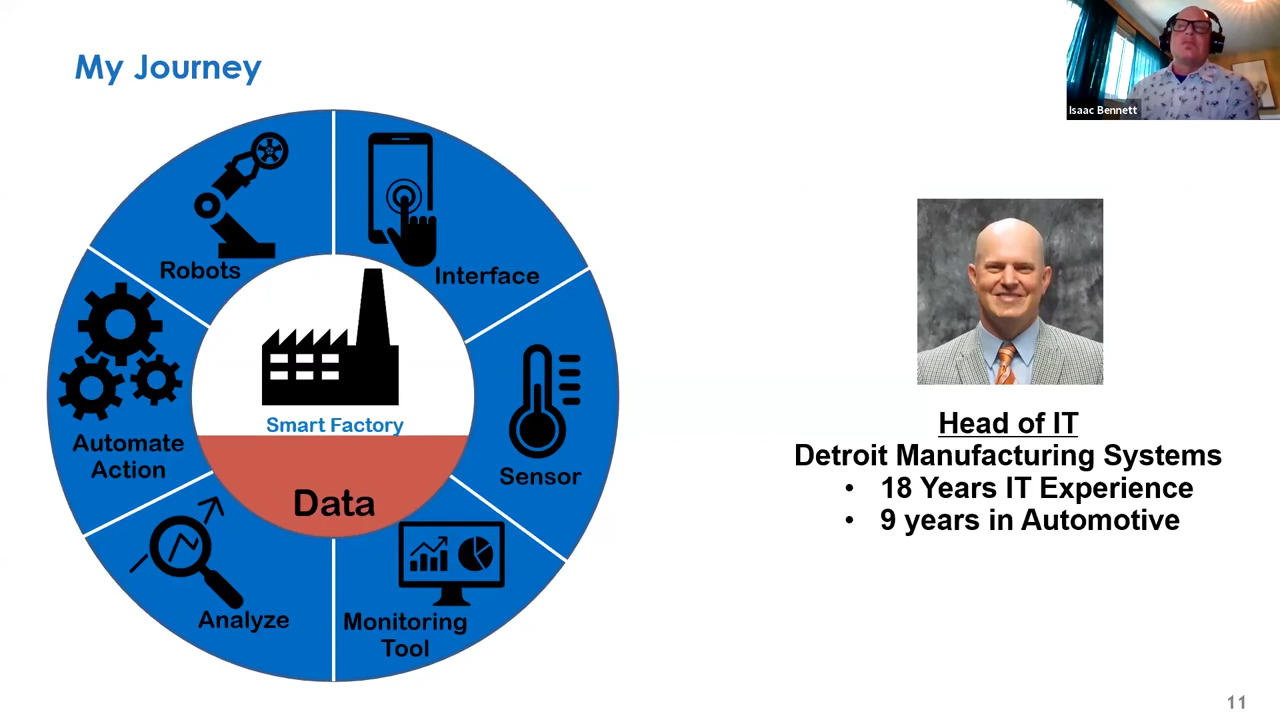 My Journey
Isaac Bennett
Robots
Interface
Automate
Action
Smart Factory
Sensor
Data
Analyze
Monitoring
Tool
Head of IT
Detroit Manufacturing Systems
• 18 Years IT Experience
• 9 years in Automotive
11